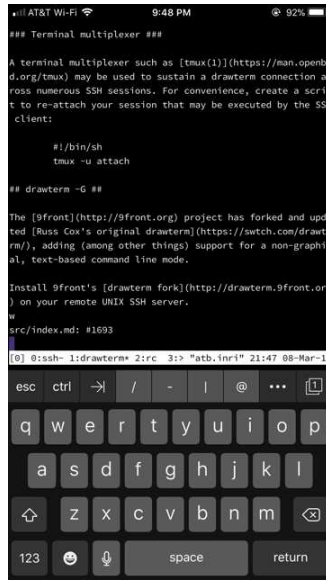 AT&T Wi-Fi 9:48 PM 92%
### Terminal multiplexer ###
A terminal multiplexer such as [tmux(1)](https://man.openb
d.org/tmux) may be used to sustain a drawterm connection a
ross numerous SSH sessions. For convenience, create a scri
t to re-attach your session that may be executed by the SS
client:
#!/bin/sh
tmux -u attach
## drawterm -G ##
The [9front](http://9front.org) project has forked and upd
ted [Russ Cox's original drawterm](https://swtch.com/drawt
rm/), adding (among other things) support for a non-graphi
al, text-based command line mode.
Install 9front's [drawterm fork](http://drawterm.9front.or
) on your remote UNIX SSH server.
w
src/index.md: #1693
[0] 0:ssh- 1:drawterm* 2:rc 3:> "atb.inri" 21:47 08-Mar-1
esc ctrl / - | @ ••• 1
q w e r t y u i o p
a s d f g h j k l
z x c v b n m
123 space return